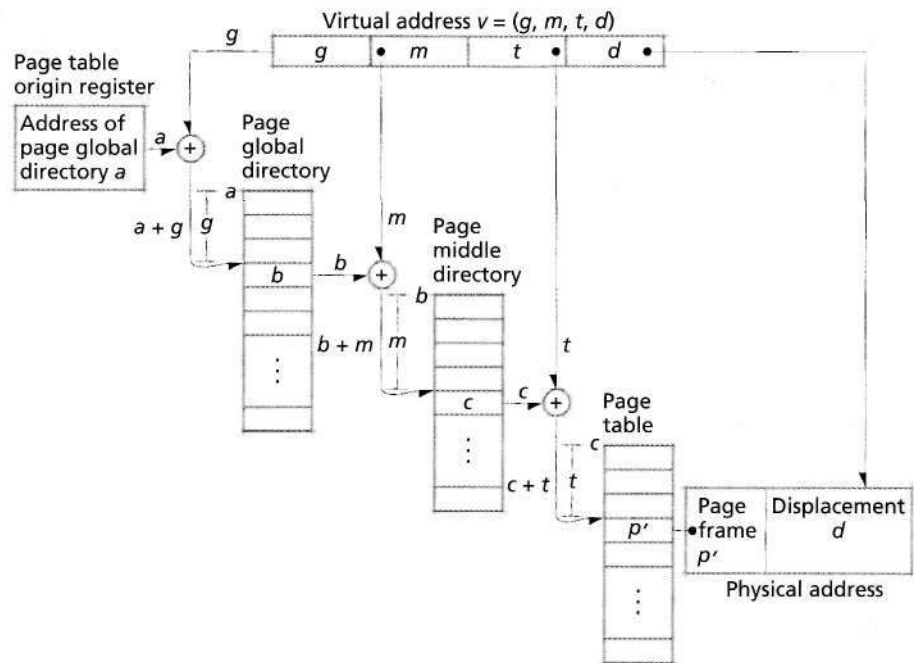 Virtual address v = (g, m, t, d)
g
g
m
t
d
Page table
origin register
Address of
page global
directory a
a
+
Page
global
directory
a
a + g
g
b
b
+
m
Page
middle
directory
b
b + m
m
c
c
+
t
Page
table
c
c + t
t
p′
Page
frame
p′
Displacement
d
Physical address